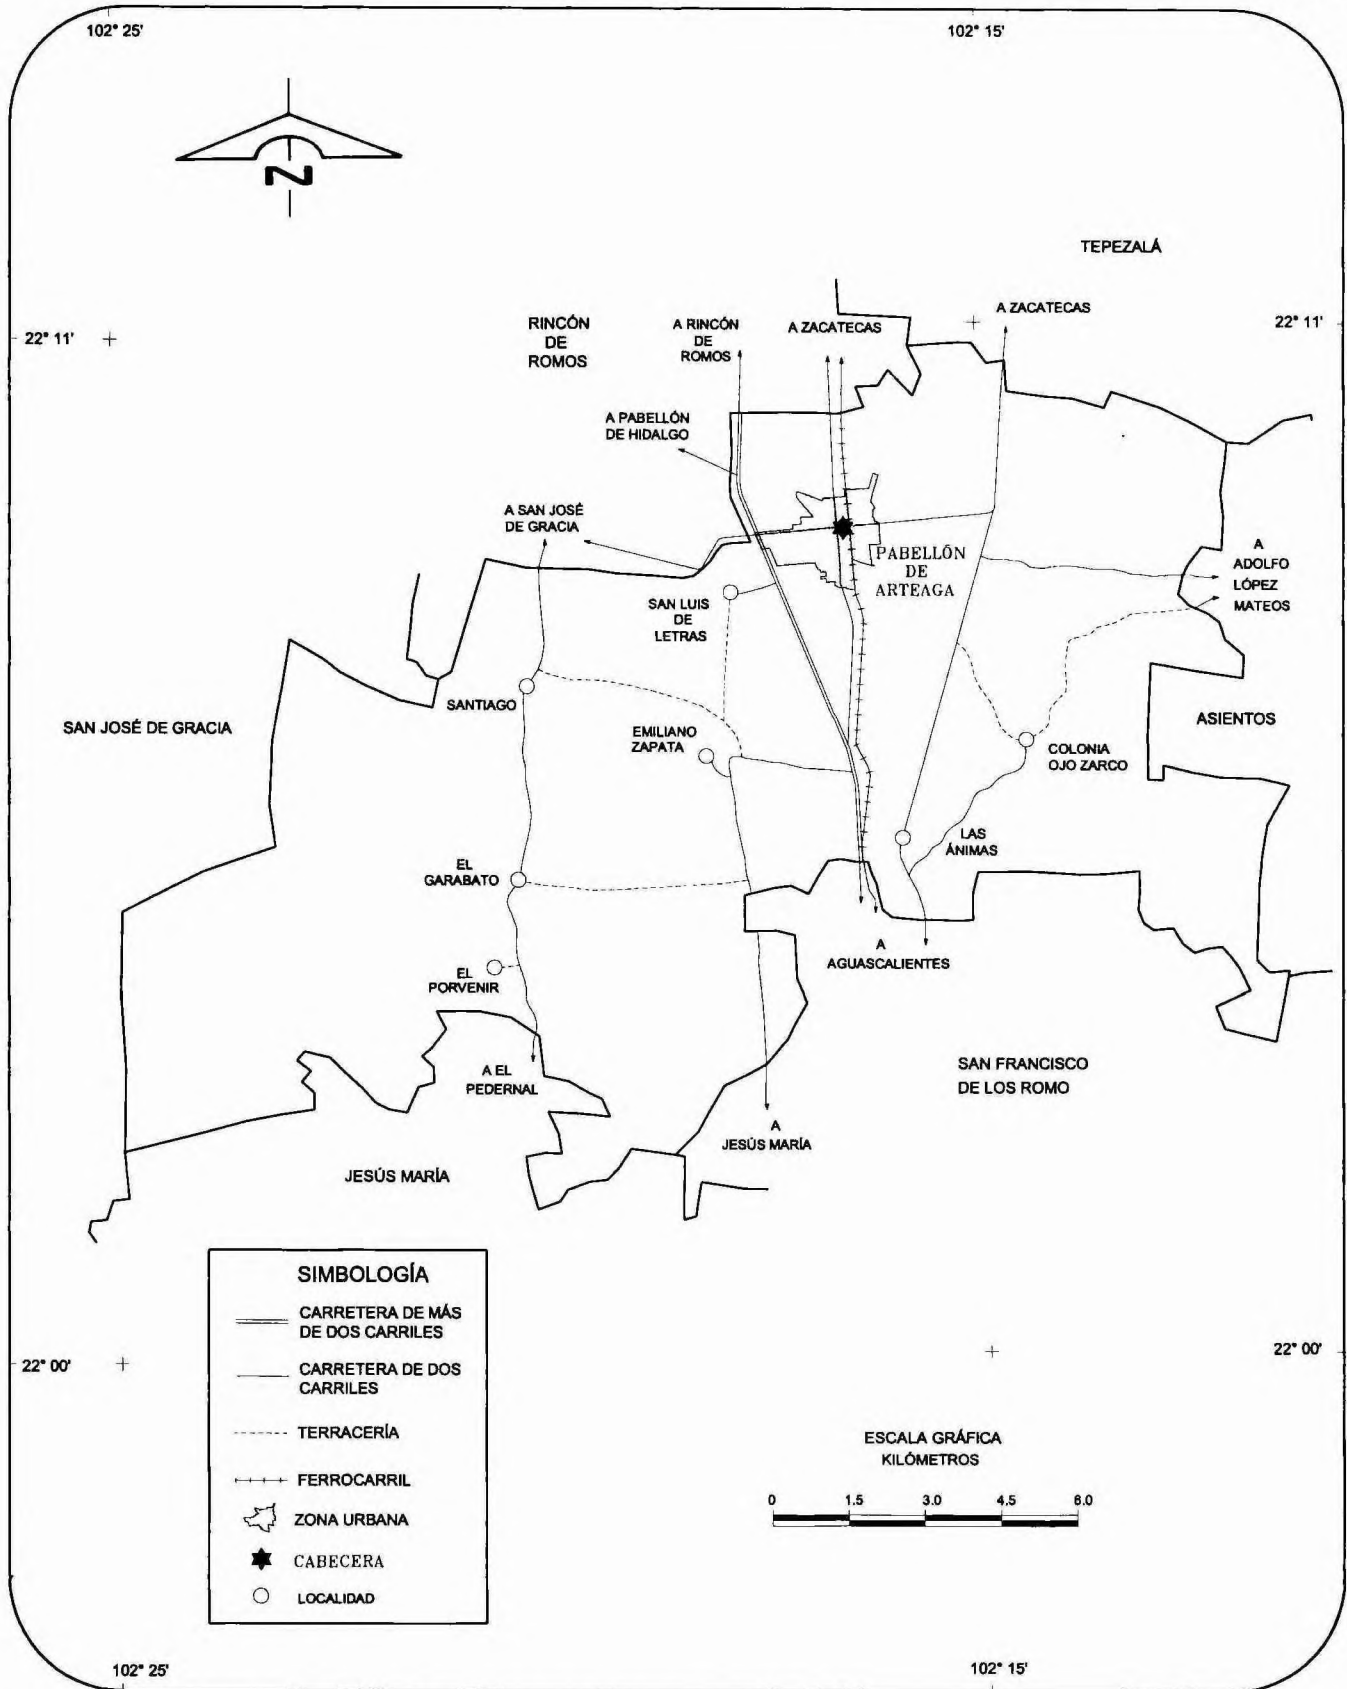 102° 25'
102° 15'
N
TEPEZALÁ
A ZACATECAS
22° 11'
RINCÓN
DE
ROMOS
A RINCÓN
DE
ROMOS
A ZACATECAS
22° 11'
A PABELLÓN
DE HIDALGO
A SAN JOSÉ
DE GRACIA
PABELLÓN
DE
ARTEAGA
A
ADOLFO
LÓPEZ
MATEOS
SAN LUIS
DE
LETRAS
SANTIAGO
SAN JOSÉ DE GRACIA
EMILIANO
ZAPATA
ASIENTOS
COLONIA
OJO ZARCO
LAS
ÁNIMAS
EL
GARABATO
A
AGUASCALIENTES
EL
PORVENIR
A EL
PEDERNAL
SAN FRANCISCO
DE LOS ROMO
A
JESÚS MARÍA
JESÚS MARÍA
SIMBOLOGÍA
CARRETERA DE MÁS
DE DOS CARRILES
CARRETERA DE DOS
CARRILES
TERRACERÍA
FERROCARRIL
ZONA URBANA
CABECERA
LOCALIDAD
22° 00'
22° 00'
ESCALA GRÁFICA
KILÓMETROS
0 1.5 3.0 4.5 6.0
102° 25'
102° 15'